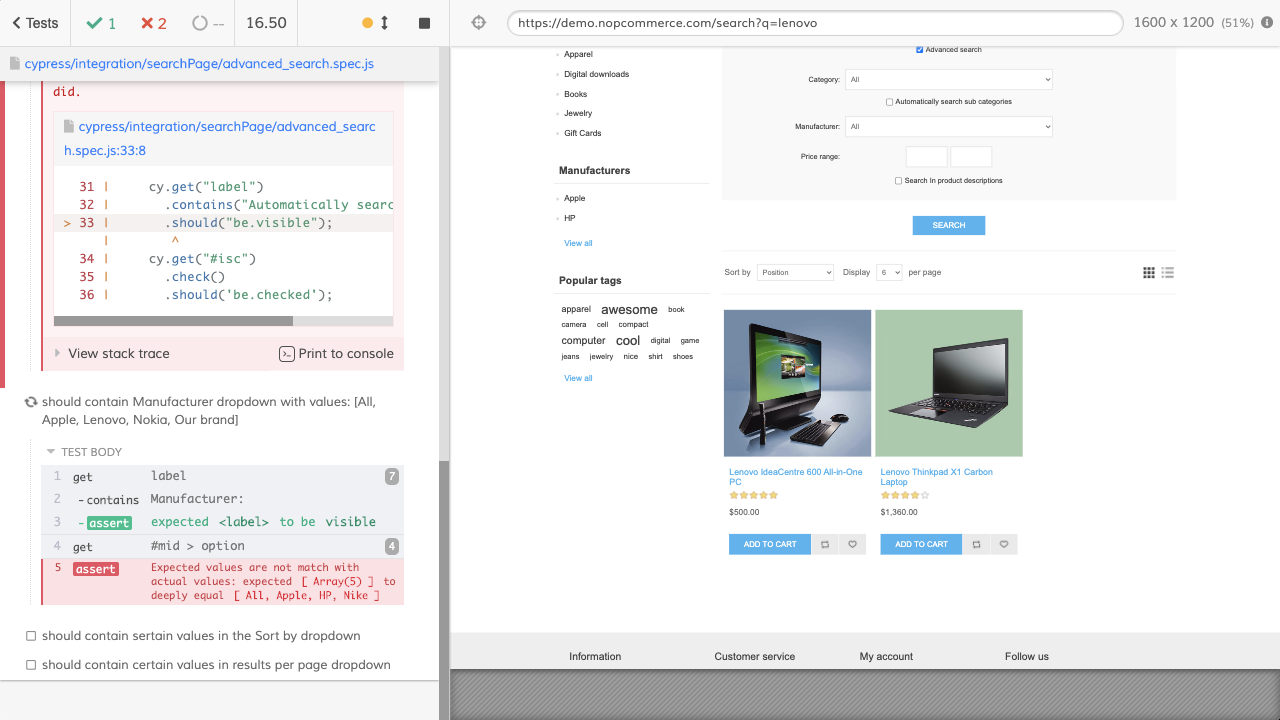 Tests
1
2
--
16.50
https://demo.nopcommerce.com/search?q=lenovo
1600 x 1200 (51%)
cypress/integration/searchPage/advanced_search.spec.js
did.
cypress/integration/searchPage/advanced_searc
h.spec.js:33:8
31 | cy.get("label")
32 | .contains("Automatically searc
> 33 | .should("be.visible");
| ^
34 | cy.get("#isc")
35 | .check()
36 | .should('be.checked');
View stack trace
Print to console
should contain Manufacturer dropdown with values: [All,
Apple, Lenovo, Nokia, Our brand]
TEST BODY
1 get label 7
2 -contains Manufacturer:
3 -assert expected <label> to be visible
4 get #mid > option 4
5 assert Expected values are not match with
actual values: expected [ Array(5) ] to
deeply equal [ All, Apple, HP, Nike ]
should contain sertain values in the Sort by dropdown
should contain certain values in results per page dropdown
Apparel
Digital downloads
Books
Jewelry
Gift Cards
Manufacturers
Apple
HP
View all
Popular tags
apparel awesome book
camera cell compact
computer cool digital game
jeans jewelry nice shirt shoes
View all
Advanced search
Category: All
Automatically search sub categories
Manufacturer: All
Price range:
Search In product descriptions
SEARCH
Sort by Position Display 6 per page
Lenovo IdeaCentre 600 All-in-One
PC
$500.00
ADD TO CART
Lenovo Thinkpad X1 Carbon
Laptop
$1,360.00
ADD TO CART
Information
Customer service
My account
Follow us